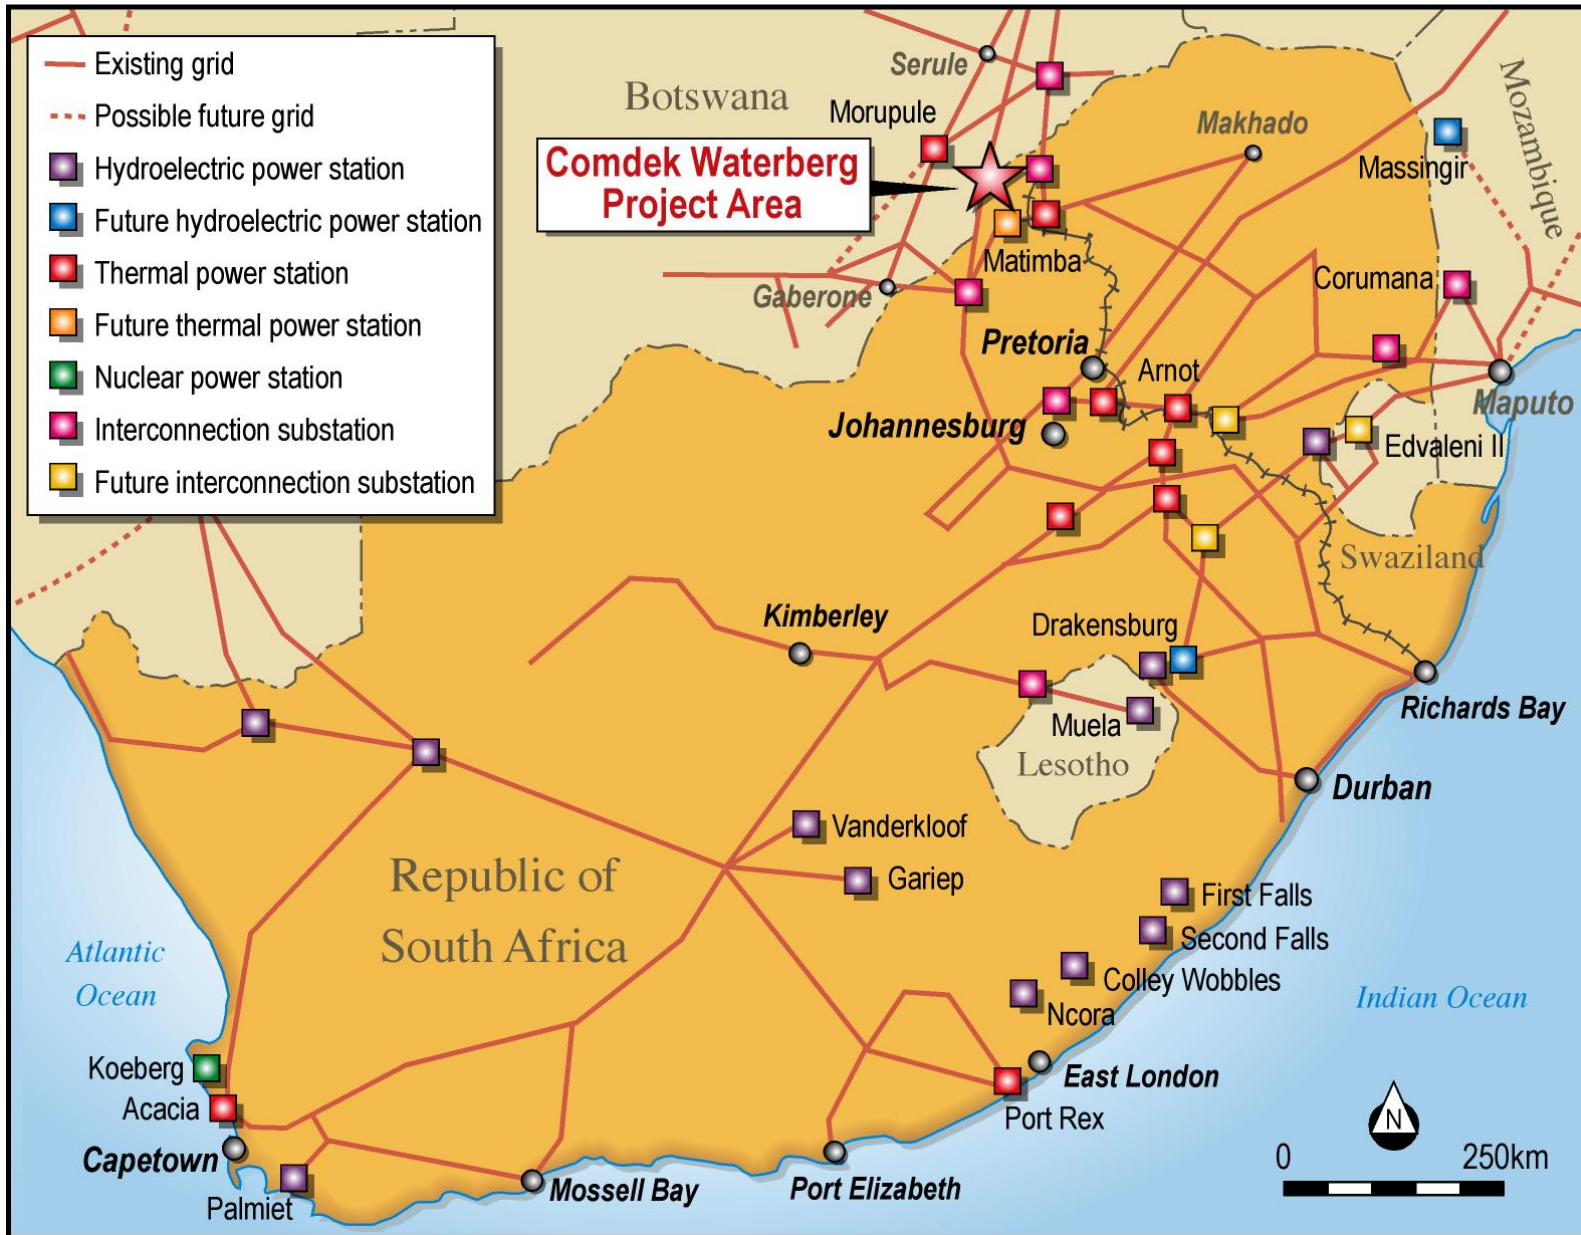 Existing grid
Possible future grid
Hydroelectric power station
Future hydroelectric power station
Thermal power station
Future thermal power station
Nuclear power station
Interconnection substation
Future interconnection substation
Serule
Botswana
Morupule
Makhado
Mozambique
Massingir
Comdek Waterberg
Project Area
Matimba
Corumana
Gaberone
Pretoria
Arnot
Maputo
Johannesburg
Edvaleni II
Swaziland
Kimberley
Drakensburg
Richards Bay
Muela
Lesotho
Durban
Vanderkloof
Republic of
South Africa
Gariep
First Falls
Second Falls
Atlantic
Ocean
Colley Wobbles
Indian Ocean
Ncora
Koeberg
East London
Acacia
Port Rex
N
Capetown
0 250km
Mossell Bay
Port Elizabeth
Palmiet